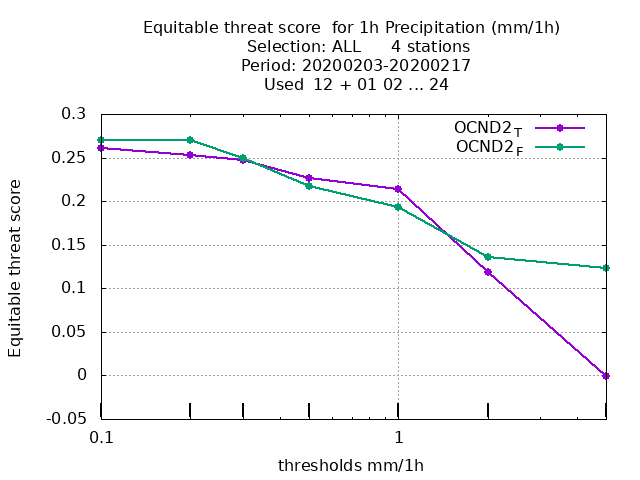 Equitable threat score  for 1h Precipitation (mm/1h)
Selection: ALL      4 stations
Period: 20200203-20200217
Used  12 + 01 02 ... 24
OCND2_T
OCND2_F
0.3
0.25
0.2
0.15
0.1
0.05
0
-0.05
Equitable threat score
0.1
1
thresholds mm/1h